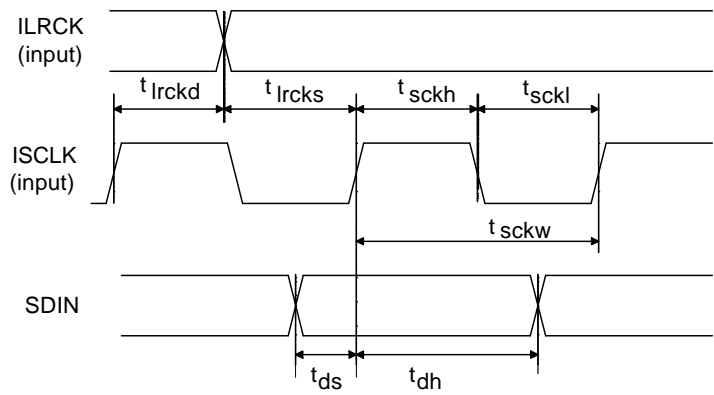 ILRCK
(input)
t lrckd
t lrcks
t sckh
t sckl
ISCLK
(input)
t sckw
SDIN
t ds
t dh